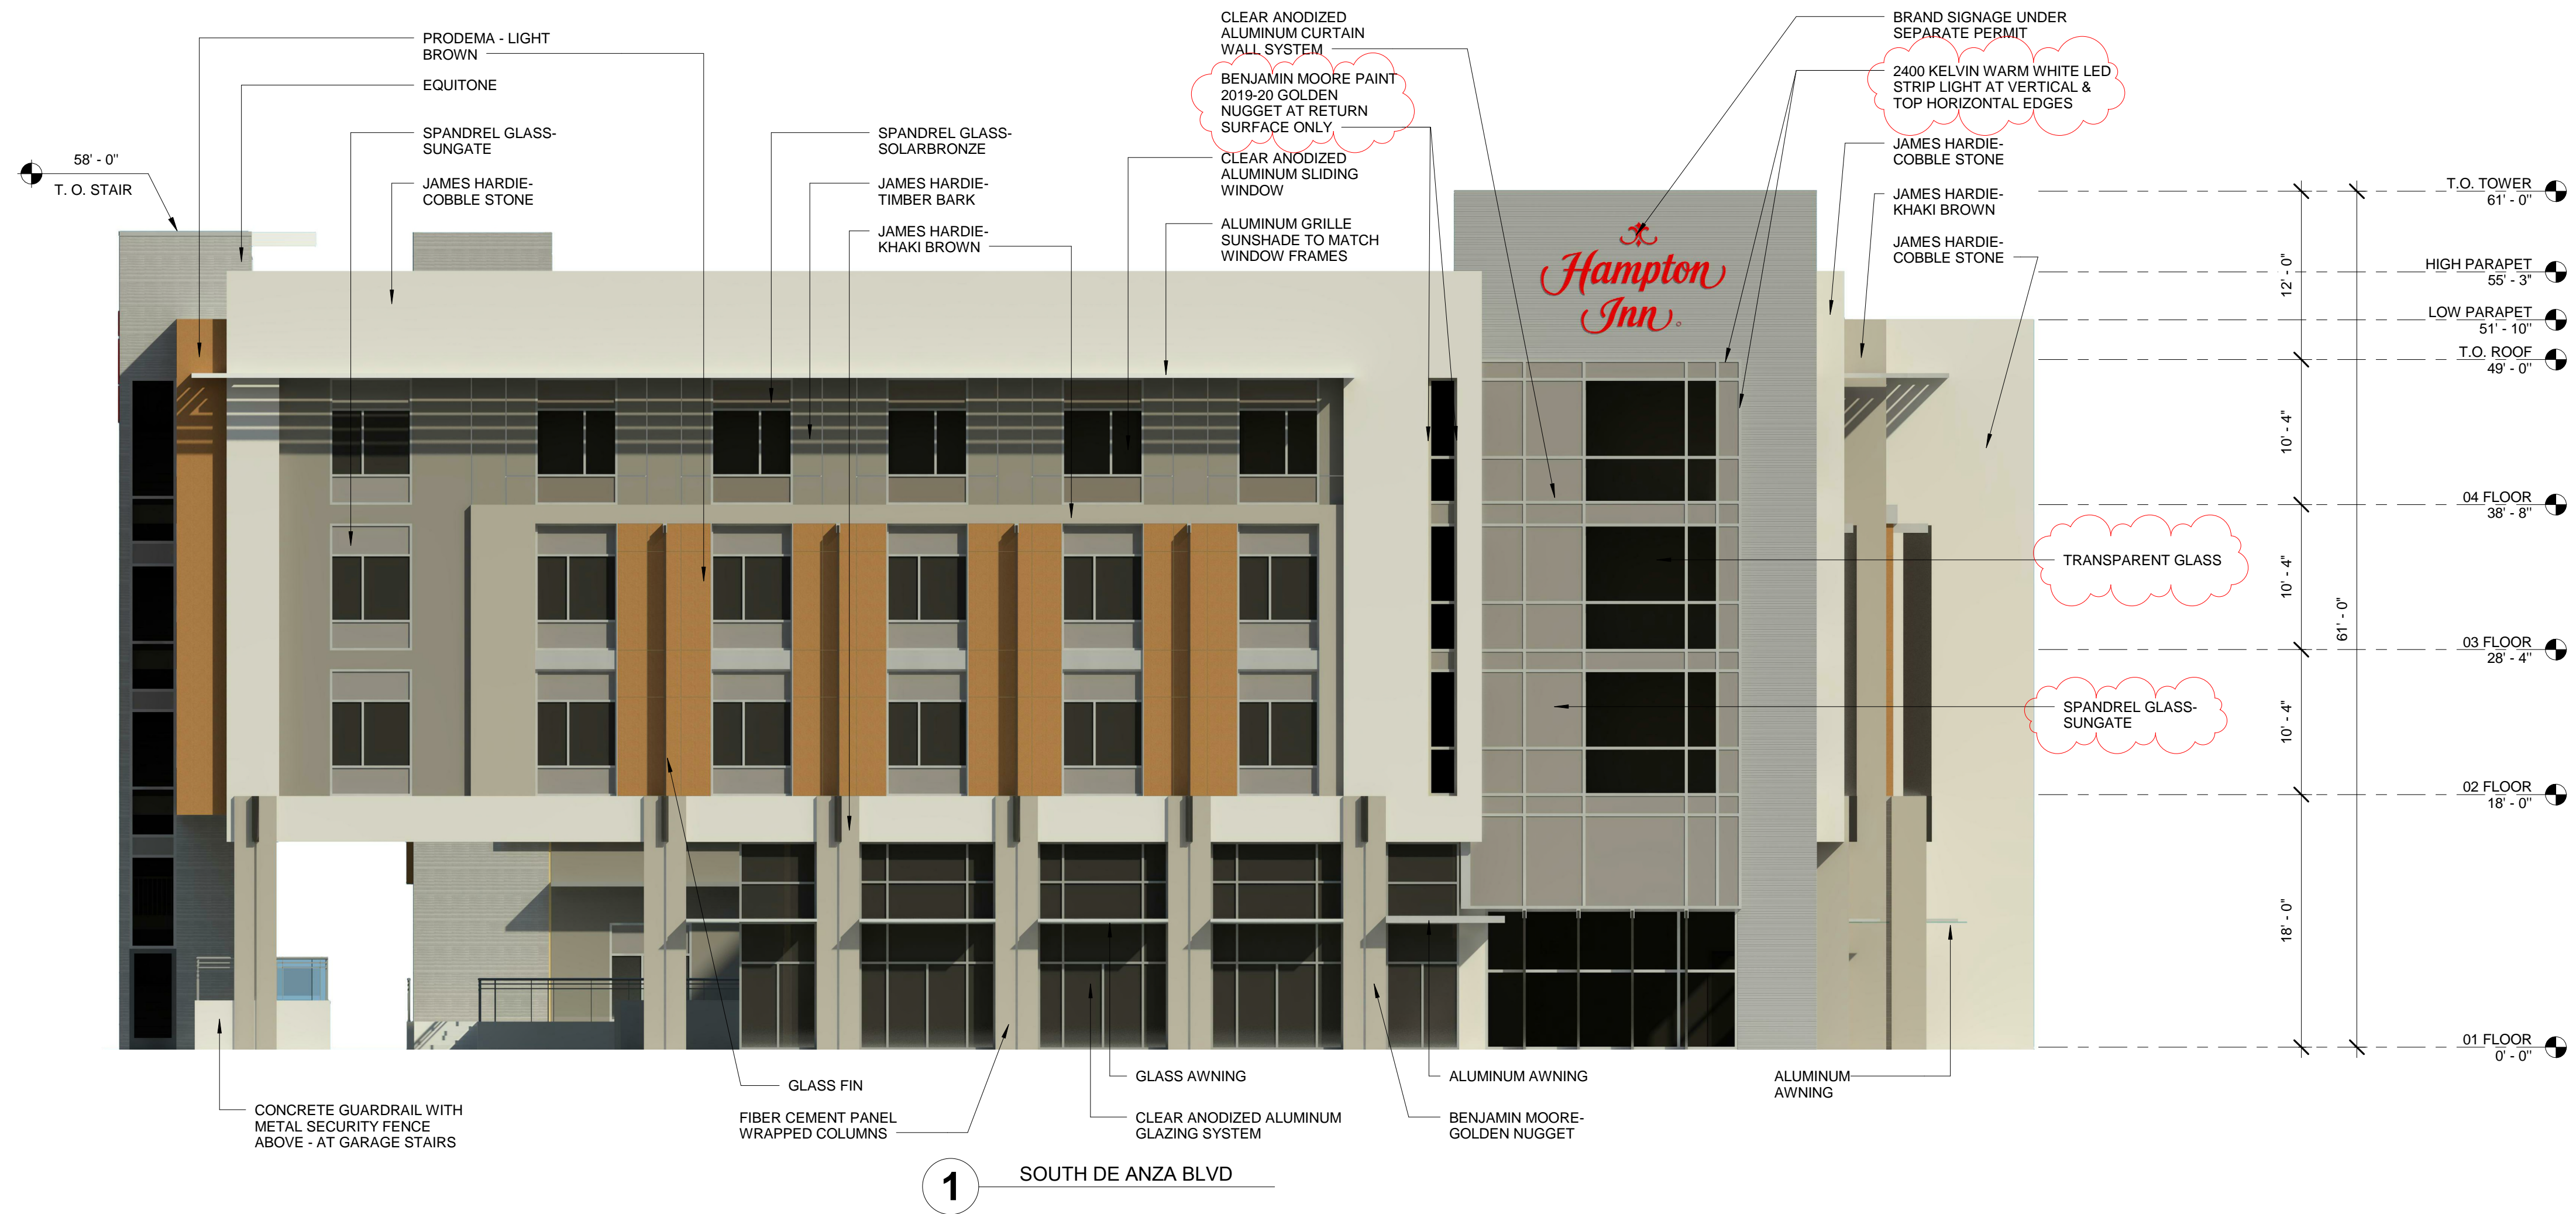 PRODEMA - LIGHT
BROWN
EQUITONE
SPANDREL GLASS-
SUNGATE
JAMES HARDIE-
COBBLE STONE
58' - 0"
T. O. STAIR
SPANDREL GLASS-
SOLARBRONZE
JAMES HARDIE-
TIMBER BARK
JAMES HARDIE-
KHAKI BROWN
CLEAR ANODIZED
ALUMINUM CURTAIN
WALL SYSTEM
BENJAMIN MOORE PAINT
2019-20 GOLDEN
NUGGET AT RETURN
SURFACE ONLY
CLEAR ANODIZED
ALUMINUM SLIDING
WINDOW
ALUMINUM GRILLE
SUNSHADE TO MATCH
WINDOW FRAMES
BRAND SIGNAGE UNDER
SEPARATE PERMIT
2400 KELVIN WARM WHITE LED
STRIP LIGHT AT VERTICAL &
TOP HORIZONTAL EDGES
JAMES HARDIE-
COBBLE STONE
JAMES HARDIE-
KHAKI BROWN
JAMES HARDIE-
COBBLE STONE
Hampton
Inn
T.O. TOWER
61' - 0"
HIGH PARAPET
55' - 3"
LOW PARAPET
51' - 10"
T.O. ROOF
49' - 0"
04 FLOOR
38' - 8"
03 FLOOR
28' - 4"
02 FLOOR
18' - 0"
01 FLOOR
0' - 0"
12' - 0"
10' - 4"
10' - 4"
10' - 4"
18' - 0"
61' - 0"
TRANSPARENT GLASS
SPANDREL GLASS-
SUNGATE
CONCRETE GUARDRAIL WITH
METAL SECURITY FENCE
ABOVE - AT GARAGE STAIRS
GLASS FIN
FIBER CEMENT PANEL
WRAPPED COLUMNS
GLASS AWNING
CLEAR ANODIZED ALUMINUM
GLAZING SYSTEM
ALUMINUM AWNING
BENJAMIN MOORE-
GOLDEN NUGGET
ALUMINUM
AWNING
1
SOUTH DE ANZA BLVD